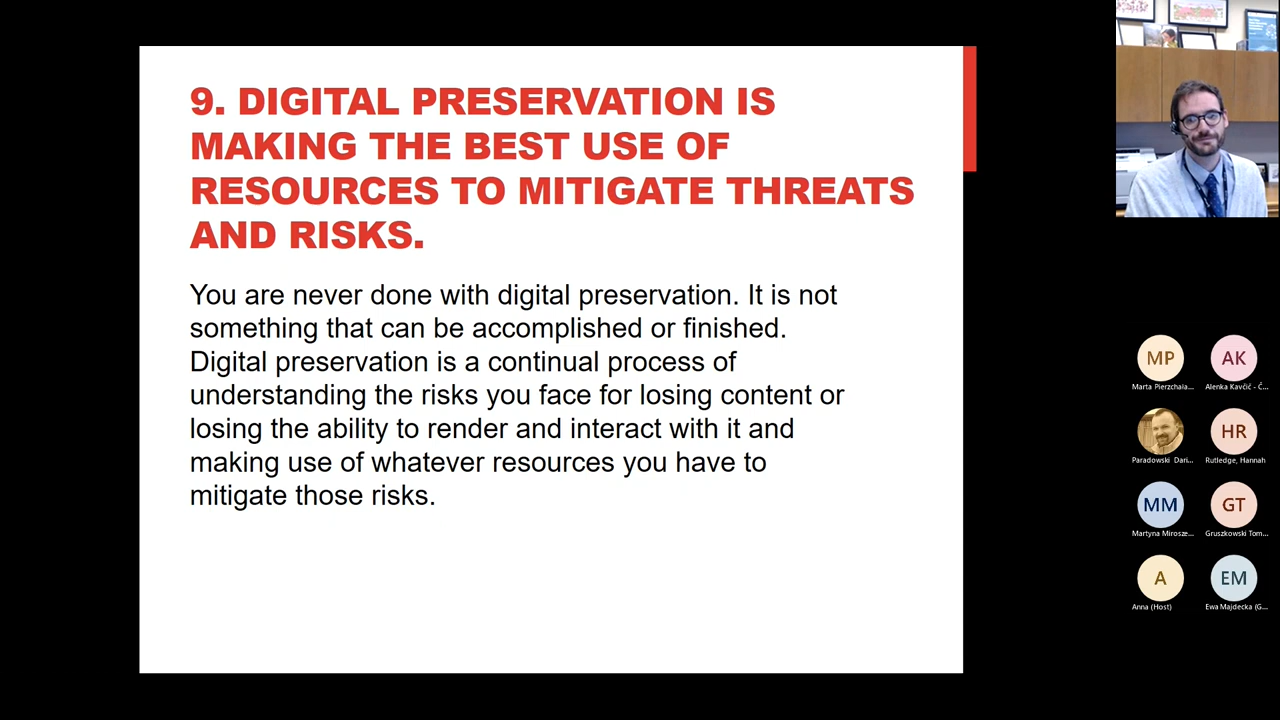 9. DIGITAL PRESERVATION IS
MAKING THE BEST USE OF
RESOURCES TO MITIGATE THREATS
AND RISKS.
You are never done with digital preservation. It is not
something that can be accomplished or finished.
Digital preservation is a continual process of
understanding the risks you face for losing content or
losing the ability to render and interact with it and
making use of whatever resources you have to
mitigate those risks.
MP
AK
Marta Pierzchała...
Alenka Kavčič - Č...
HR
Paradowski Dari...
Rutledge, Hannah
MM
GT
Martyna Mirosze...
Gruszkowski Tom...
A
EM
Anna (Host)
Ewa Majdecka (G...